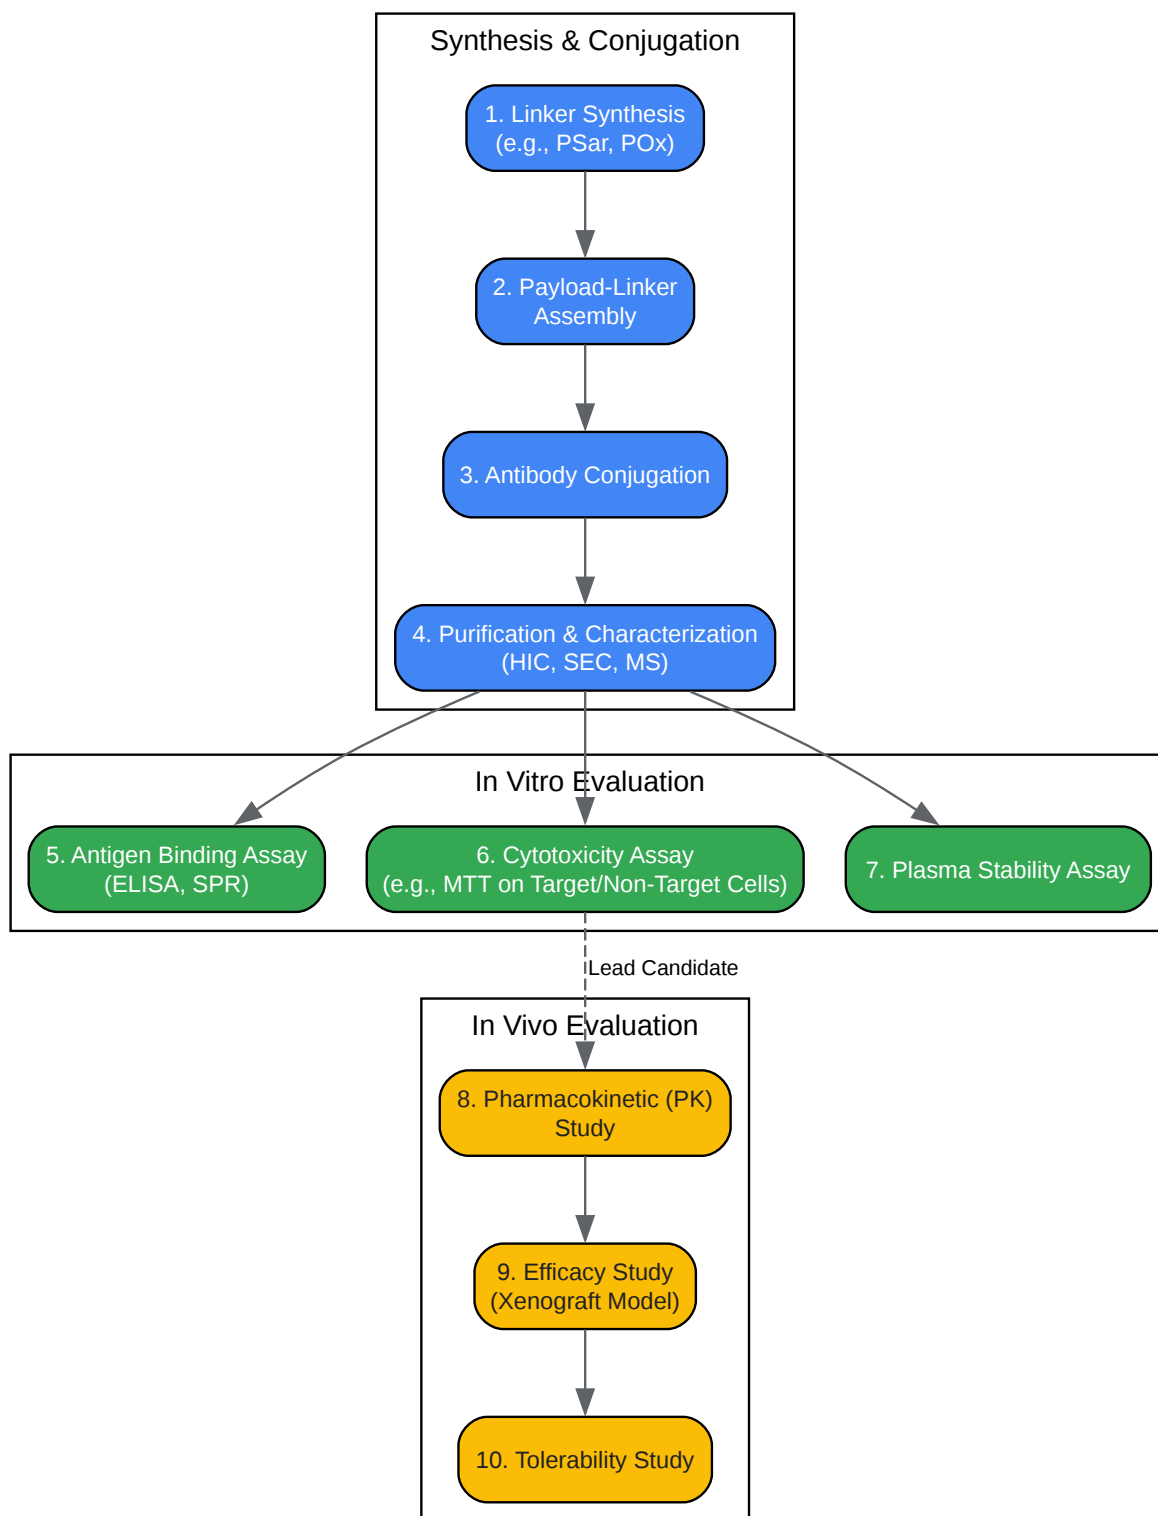 Synthesis & Conjugation
1. Linker Synthesis
(e.g., PSar, POx)
2. Payload-Linker
Assembly
3. Antibody Conjugation
4. Purification & Characterization
(HIC, SEC, MS)
In Vitro Evaluation
5. Antigen Binding Assay
(ELISA, SPR)
6. Cytotoxicity Assay
(e.g., MTT on Target/Non-Target Cells)
7. Plasma Stability Assay
Lead Candidate
In Vivo Evaluation
8. Pharmacokinetic (PK)
Study
9. Efficacy Study
(Xenograft Model)
10. Tolerability Study